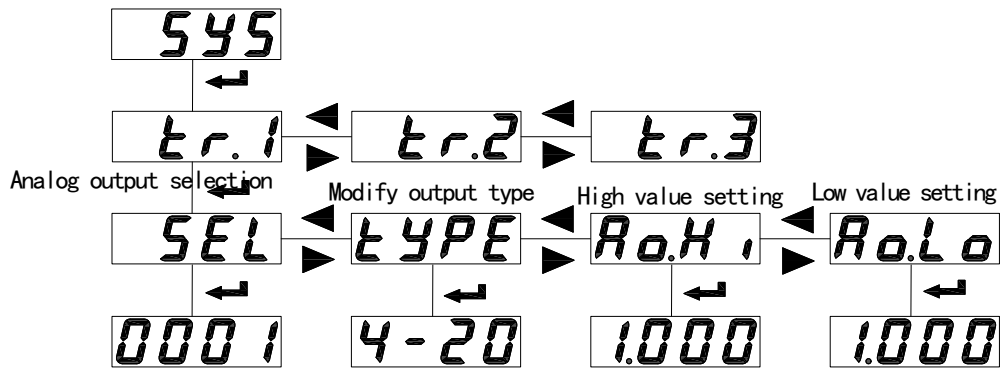 SYS
tr.1 tr.2 tr.3
Analog output selection Modify output type High value setting Low value setting
SEL tYPE Ao.Hi Ao.Lo
0001 4-20 1.000 1.000